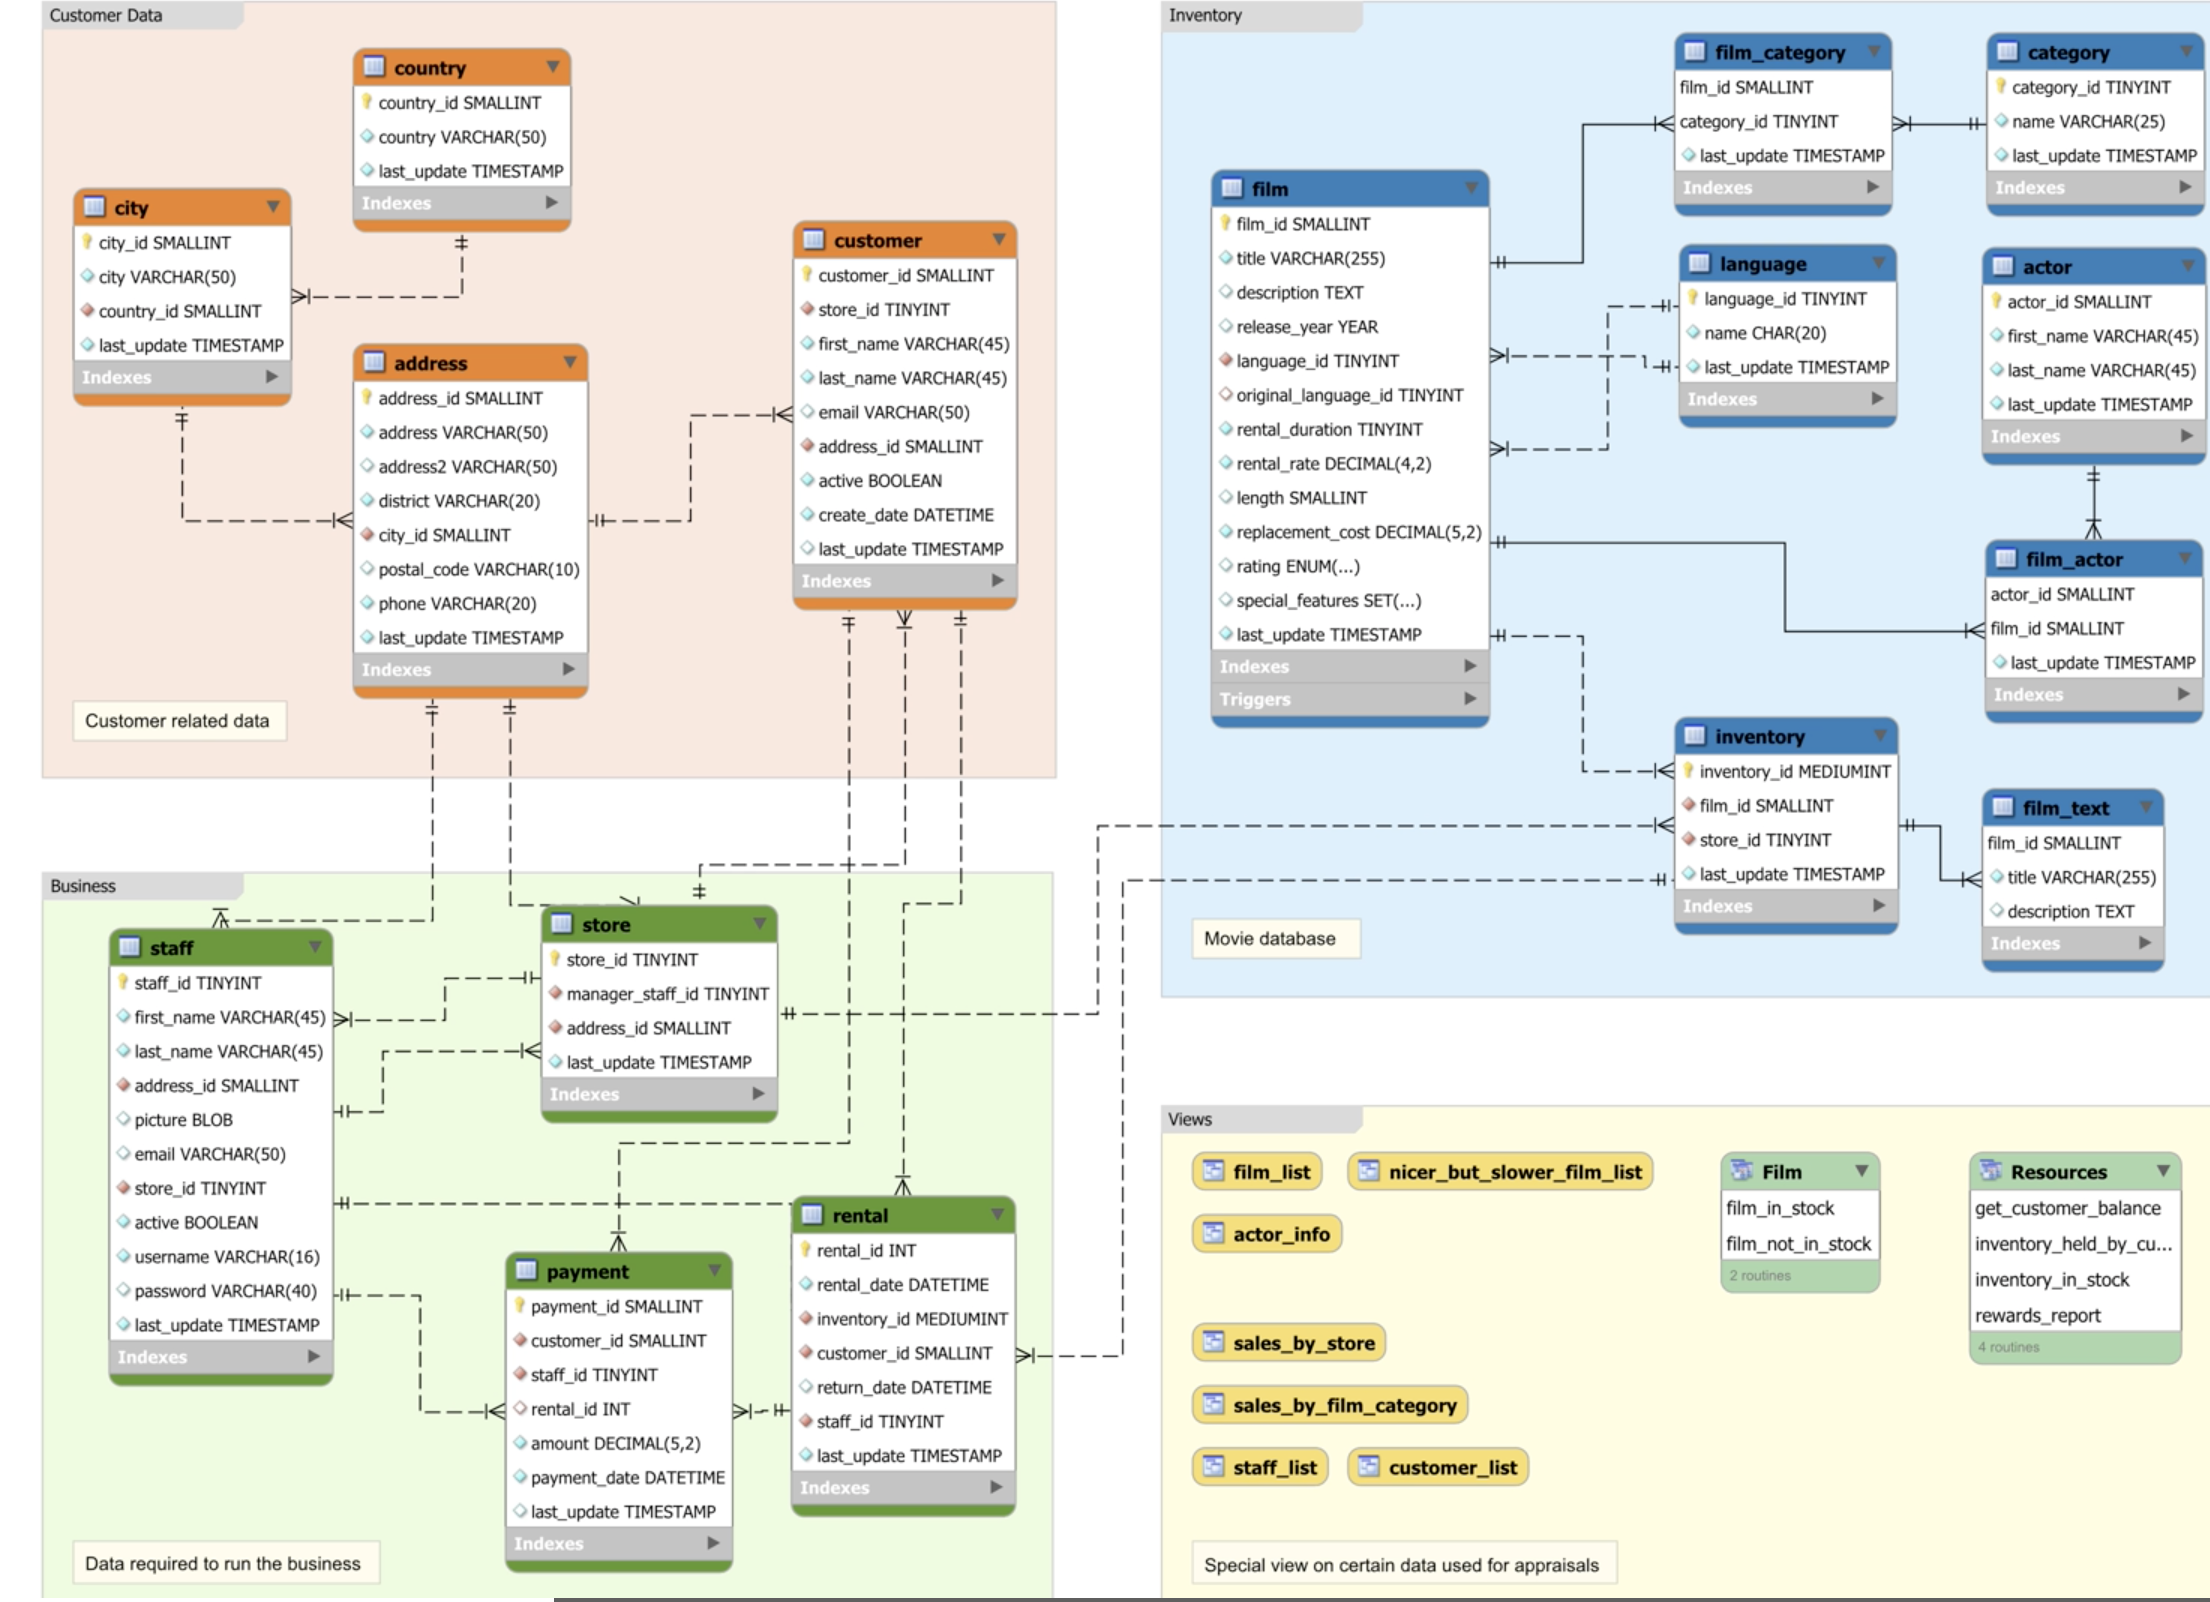 Customer Data
country
country_id SMALLINT
country VARCHAR(50)
last_update TIMESTAMP
Indexes
city
city_id SMALLINT
city VARCHAR(50)
country_id SMALLINT
last_update TIMESTAMP
Indexes
address
address_id SMALLINT
address VARCHAR(50)
address2 VARCHAR(50)
district VARCHAR(20)
city_id SMALLINT
postal_code VARCHAR(10)
phone VARCHAR(20)
last_update TIMESTAMP
Indexes
customer
customer_id SMALLINT
store_id TINYINT
first_name VARCHAR(45)
last_name VARCHAR(45)
email VARCHAR(50)
address_id SMALLINT
active BOOLEAN
create_date DATETIME
last_update TIMESTAMP
Indexes
Customer related data
Inventory
film
film_id SMALLINT
title VARCHAR(255)
description TEXT
release_year YEAR
language_id TINYINT
original_language_id TINYINT
rental_duration TINYINT
rental_rate DECIMAL(4,2)
length SMALLINT
replacement_cost DECIMAL(5,2)
rating ENUM(...)
special_features SET(...)
last_update TIMESTAMP
Indexes
Triggers
film_category
film_id SMALLINT
category_id TINYINT
last_update TIMESTAMP
Indexes
category
category_id TINYINT
name VARCHAR(25)
last_update TIMESTAMP
Indexes
language
language_id TINYINT
name CHAR(20)
last_update TIMESTAMP
Indexes
actor
actor_id SMALLINT
first_name VARCHAR(45)
last_name VARCHAR(45)
last_update TIMESTAMP
Indexes
film_actor
actor_id SMALLINT
film_id SMALLINT
last_update TIMESTAMP
Indexes
inventory
inventory_id MEDIUMINT
film_id SMALLINT
store_id TINYINT
last_update TIMESTAMP
Indexes
film_text
film_id SMALLINT
title VARCHAR(255)
description TEXT
Indexes
Movie database
Business
staff
staff_id TINYINT
first_name VARCHAR(45)
last_name VARCHAR(45)
address_id SMALLINT
picture BLOB
email VARCHAR(50)
store_id TINYINT
active BOOLEAN
username VARCHAR(16)
password VARCHAR(40)
last_update TIMESTAMP
Indexes
store
store_id TINYINT
manager_staff_id TINYINT
address_id SMALLINT
last_update TIMESTAMP
Indexes
payment
payment_id SMALLINT
customer_id SMALLINT
staff_id TINYINT
rental_id INT
amount DECIMAL(5,2)
payment_date DATETIME
last_update TIMESTAMP
Indexes
rental
rental_id INT
rental_date DATETIME
inventory_id MEDIUMINT
customer_id SMALLINT
return_date DATETIME
staff_id TINYINT
last_update TIMESTAMP
Indexes
Data required to run the business
Views
film_list
nicer_but_slower_film_list
actor_info
sales_by_store
sales_by_film_category
staff_list
customer_list
Film
film_in_stock
film_not_in_stock
2 routines
Resources
get_customer_balance
inventory_held_by_cu...
inventory_in_stock
rewards_report
4 routines
Special view on certain data used for appraisals